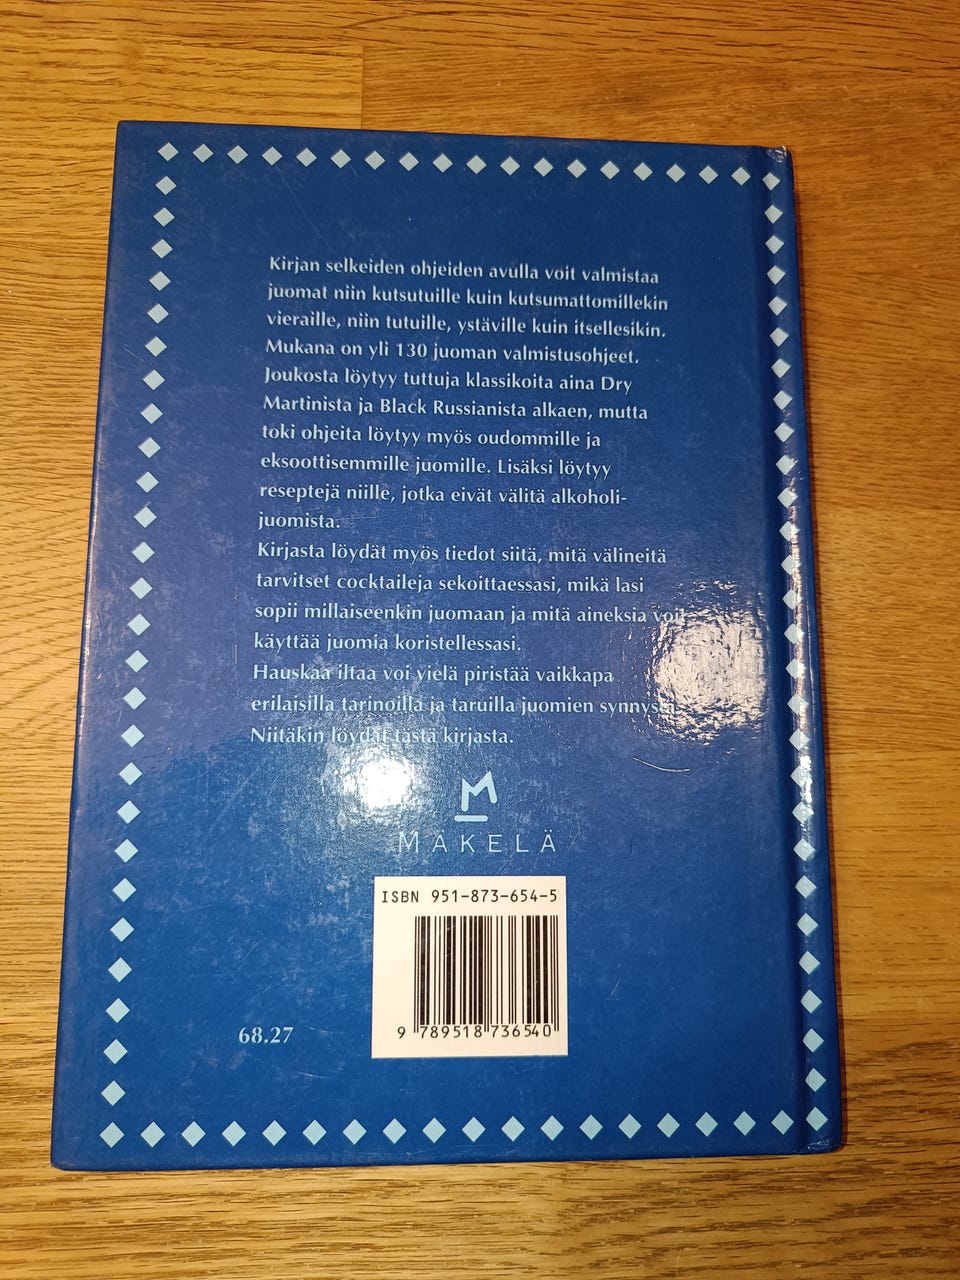 Kirjan selkeiden ohjeiden avulla voit valmistaa
juomat niin kutsutuille kuin kutsumattomillekin
vieraille, niin tutuille, ystäville kuin itsellesikin.
Mukana on yli 130 juoman valmistusohjeet.
Joukosta löytyy tuttuja klassikoita aina Dry
Martinista ja Black Russianista alkaen, mutta
toki ohjeita löytyy myös oudommille ja
eksoottisemmille juomille. Lisäksi löytyy
reseptejä niille, jotka eivät välitä alkoholi-
juomista.
Kirjasta löydät myös tiedot siitä, mitä välineitä
tarvitset cocktaileja sekoittaessasi, mikä lasi
sopii millaiseenkin juomaan ja mitä aineksia voit
käyttää juomia koristellessasi.
Hauskaa iltaa voi vielä piristää vaikkapa
erilaisilla tarinoilla ja taruilla juomien synnystä.
Niitäkin löydät tästä kirjasta.
M
MÄKELÄ
ISBN 951-873-654-5
9 789518 736540
68.27